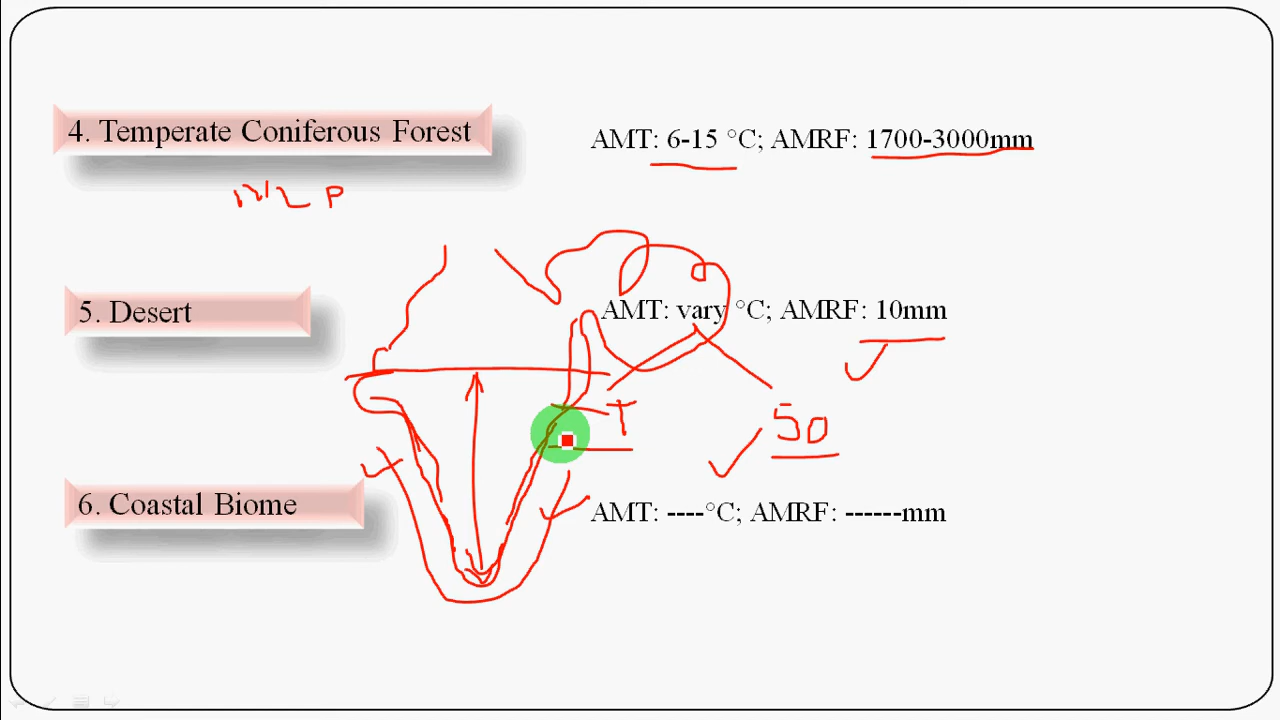 4. Temperate Coniferous Forest
AMT: 6-15 °C; AMRF: 1700-3000mm
5. Desert
AMT: vary °C; AMRF: 10mm
T
50
6. Coastal Biome
AMT: ----°C; AMRF: ------mm